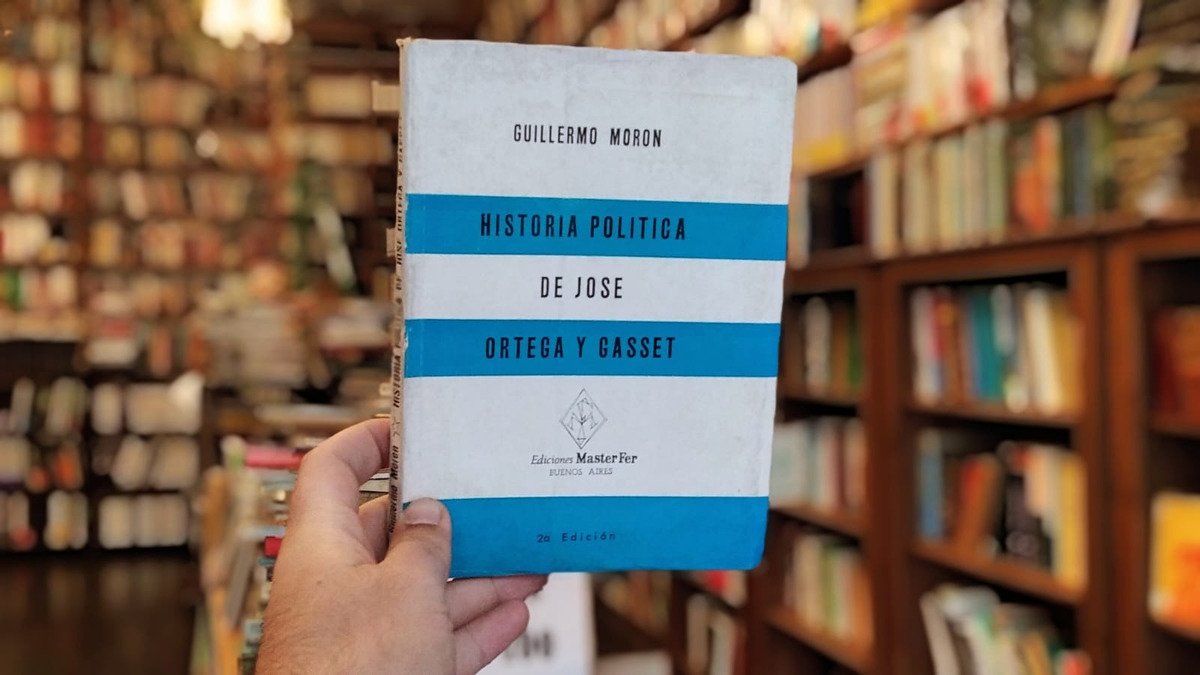 GUILLERMO MORON
HISTORIA POLITICA
DE JOSE
ORTEGA Y GASSET
Ediciones MasterFer
BUENOS AIRES
2a Edición